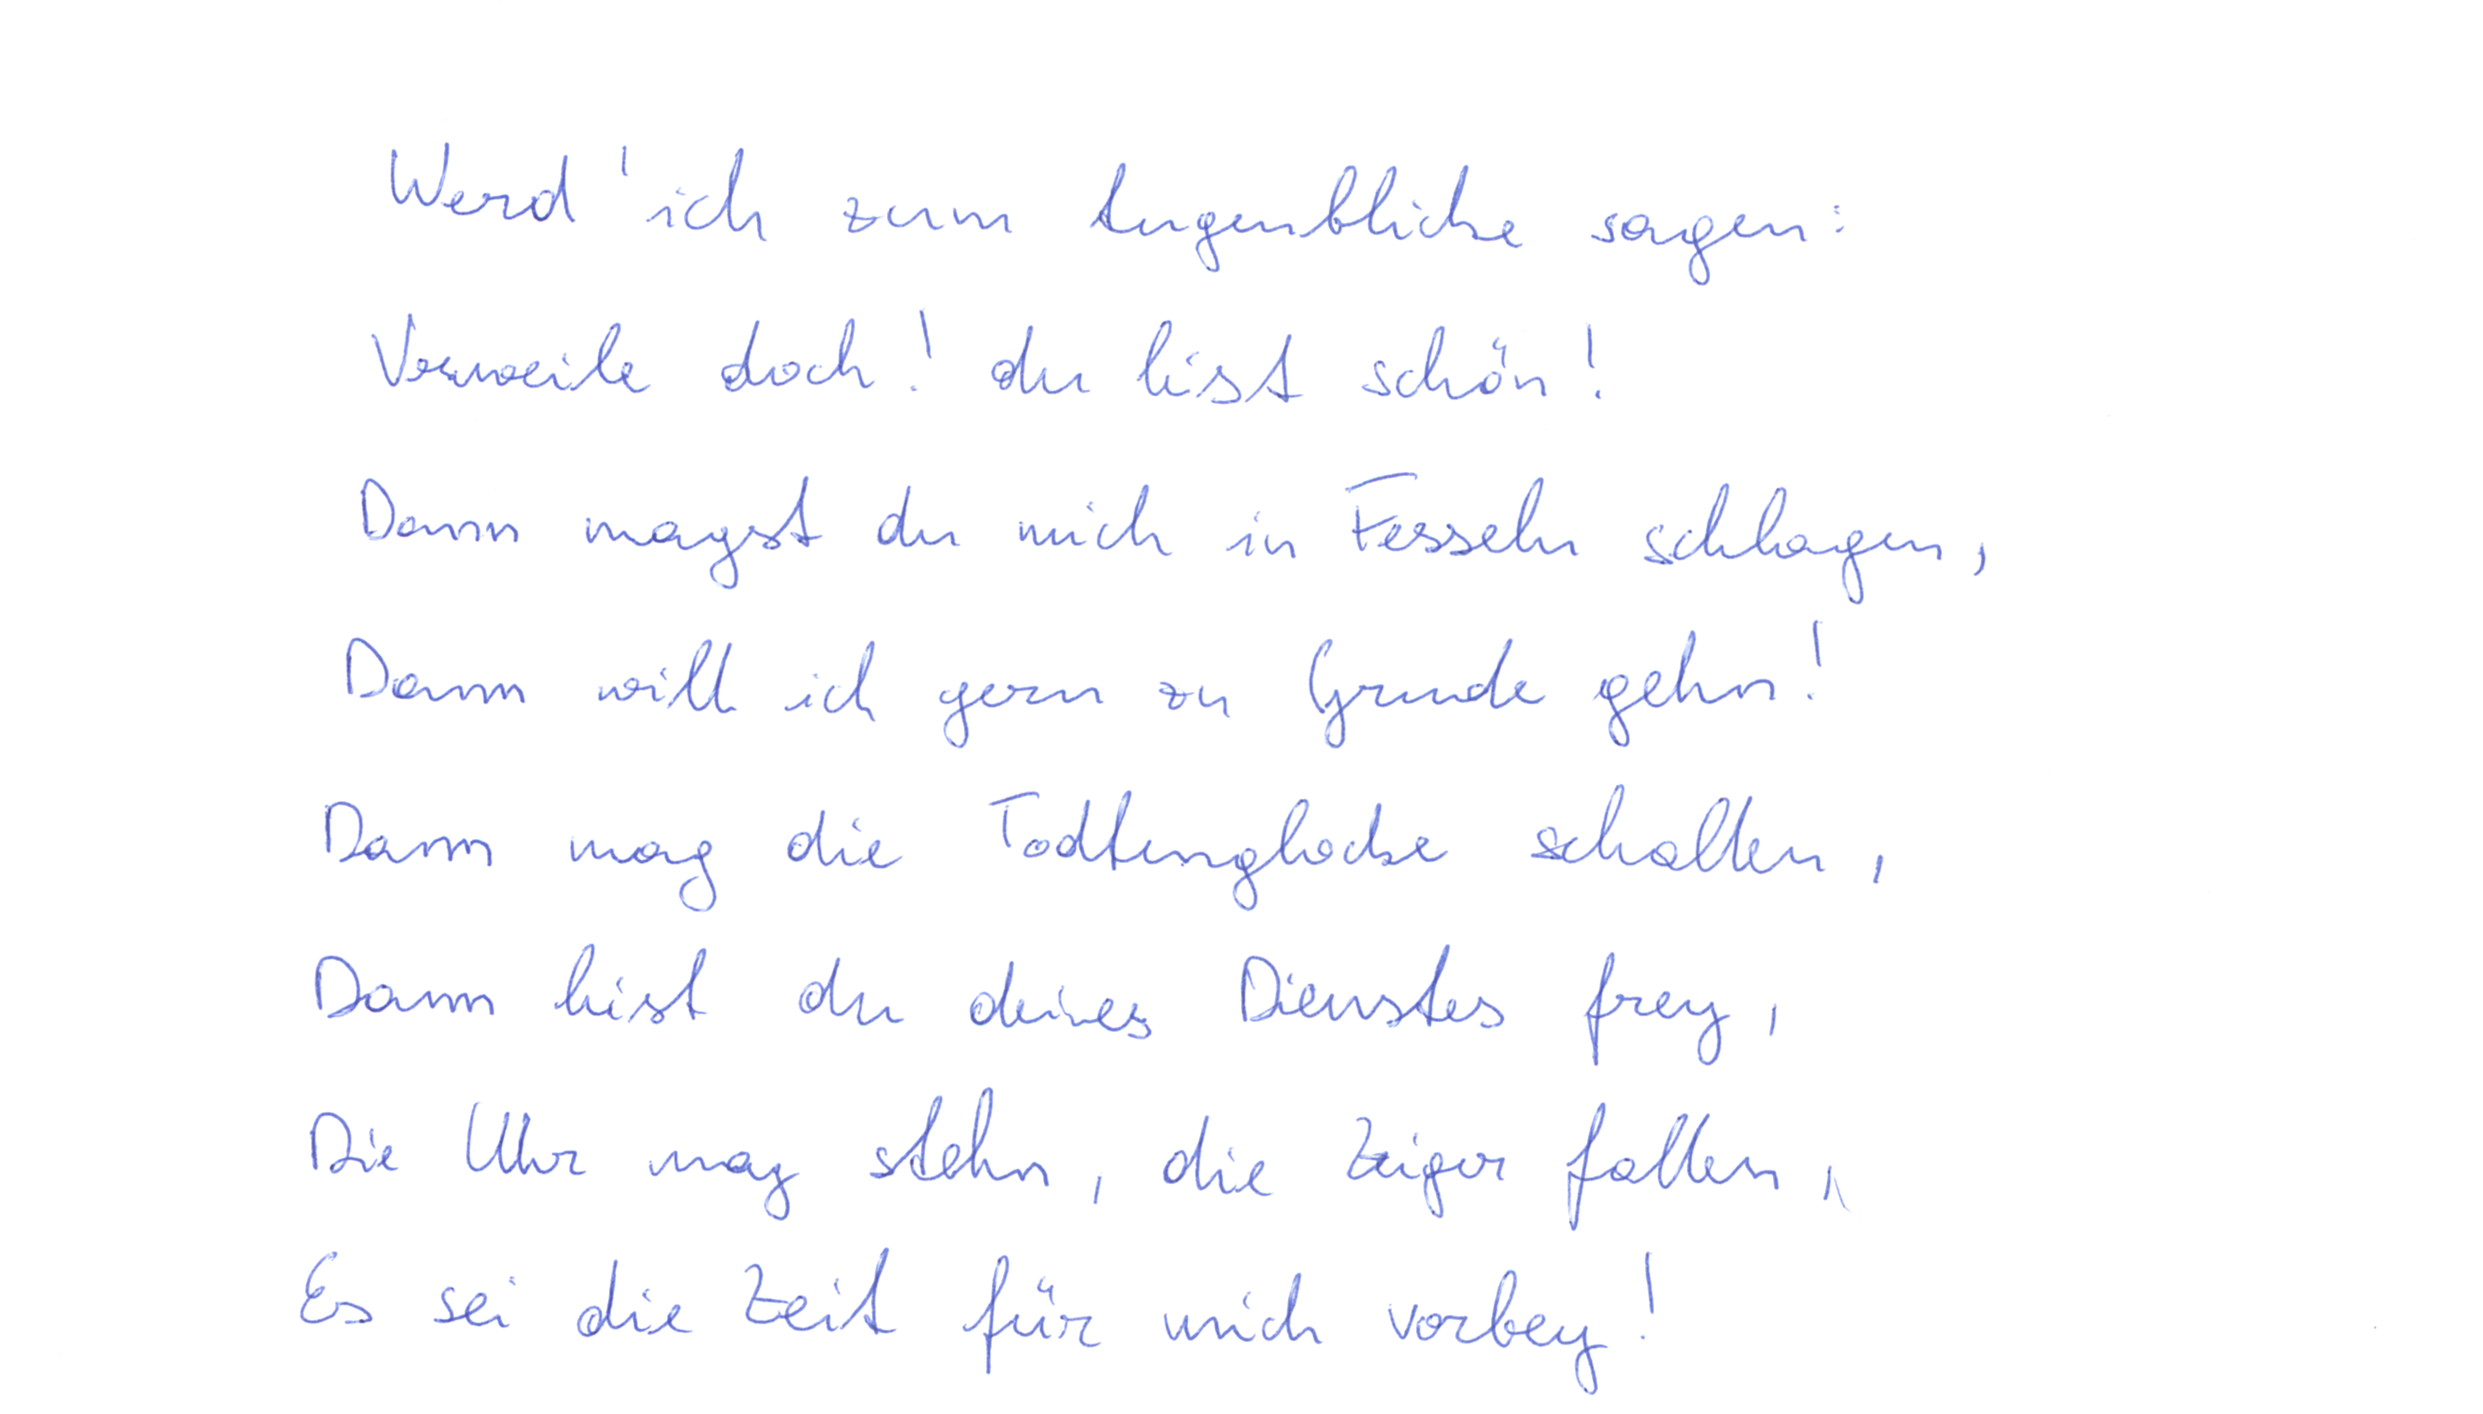 Werd' ich zum Augenblicke sagen:
Verweile doch! du bist schön!
Dann magst du mich in Fesseln schlagen,
Dann will ich gern zu Grunde gehn!
Dann mag die Todtenglocke schallen,
Dann bist du deines Dienstes frey,
Die Uhr mag stehn, die Zeiger fallen,
Es sei die Zeit für mich vorbey!